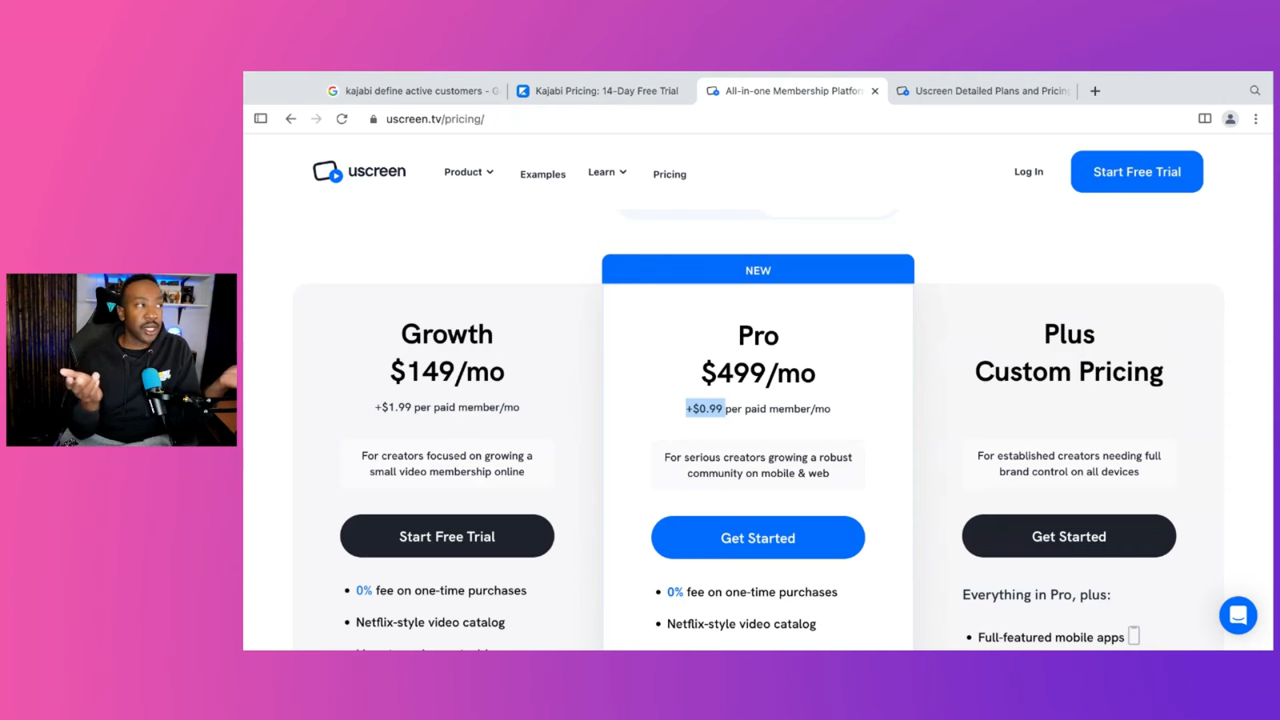 kajabi define active customers - G
Kajabi Pricing: 14-Day Free Trial
All-in-one Membership Platfor
Uscreen Detailed Plans and Pricing
uscreen.tv/pricing/
uscreen
Product
Examples
Learn
Pricing
Log In
Start Free Trial
NEW
Growth
$149/mo
+$1.99 per paid member/mo
For creators focused on growing a
small video membership online
Start Free Trial
• 0% fee on one-time purchases
• Netflix-style video catalog
Pro
$499/mo
+$0.99 per paid member/mo
For serious creators growing a robust
community on mobile & web
Get Started
• 0% fee on one-time purchases
• Netflix-style video catalog
Plus
Custom Pricing
For established creators needing full
brand control on all devices
Get Started
Everything in Pro, plus:
• Full-featured mobile apps